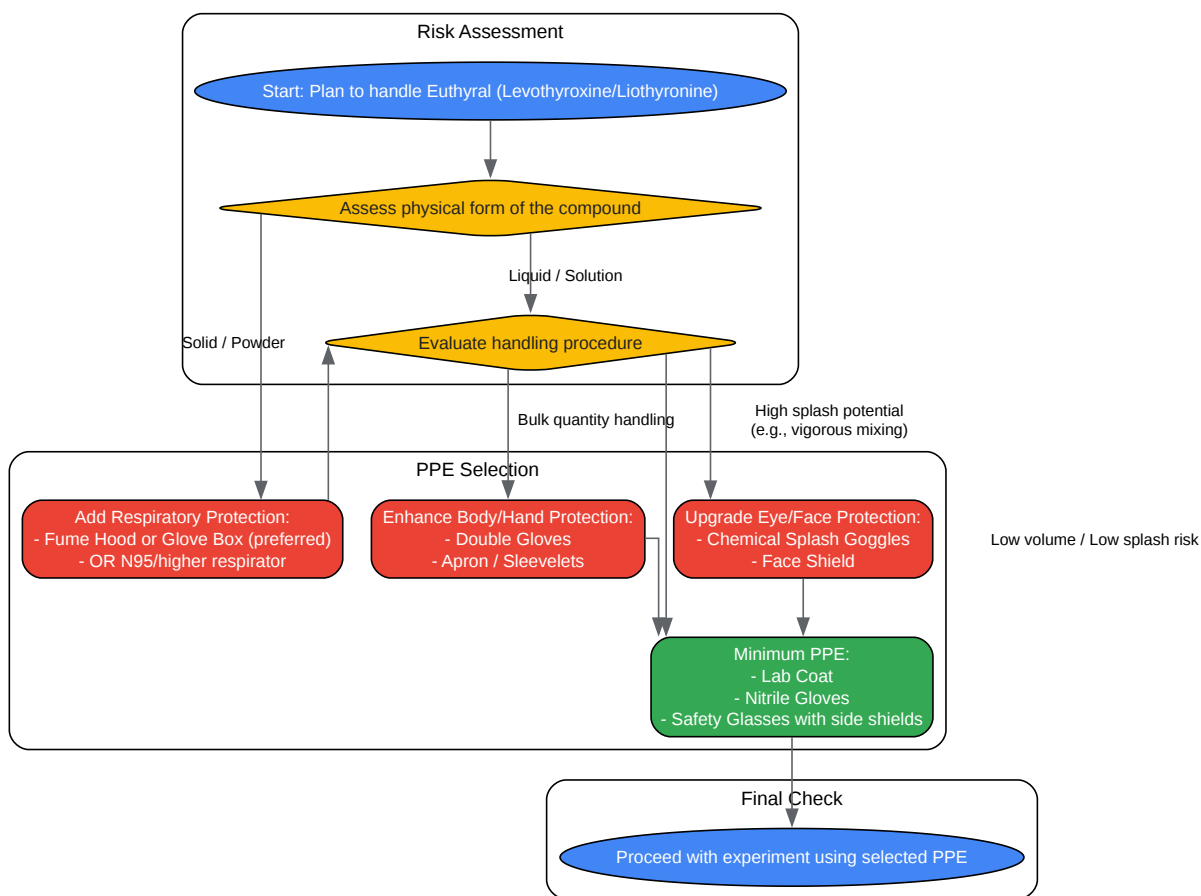 Risk Assessment
Start: Plan to handle Euthyral (Levothyroxine/Liothyronine)
Assess physical form of the compound
Liquid / Solution
Solid / Powder
Evaluate handling procedure
Bulk quantity handling
High splash potential
(e.g., vigorous mixing)
PPE Selection
Add Respiratory Protection:
- Fume Hood or Glove Box (preferred)
- OR N95/higher respirator
Enhance Body/Hand Protection:
- Double Gloves
- Apron / Sleevelets
Upgrade Eye/Face Protection:
- Chemical Splash Goggles
- Face Shield
Low volume / Low splash risk
Minimum PPE:
- Lab Coat
- Nitrile Gloves
- Safety Glasses with side shields
Final Check
Proceed with experiment using selected PPE